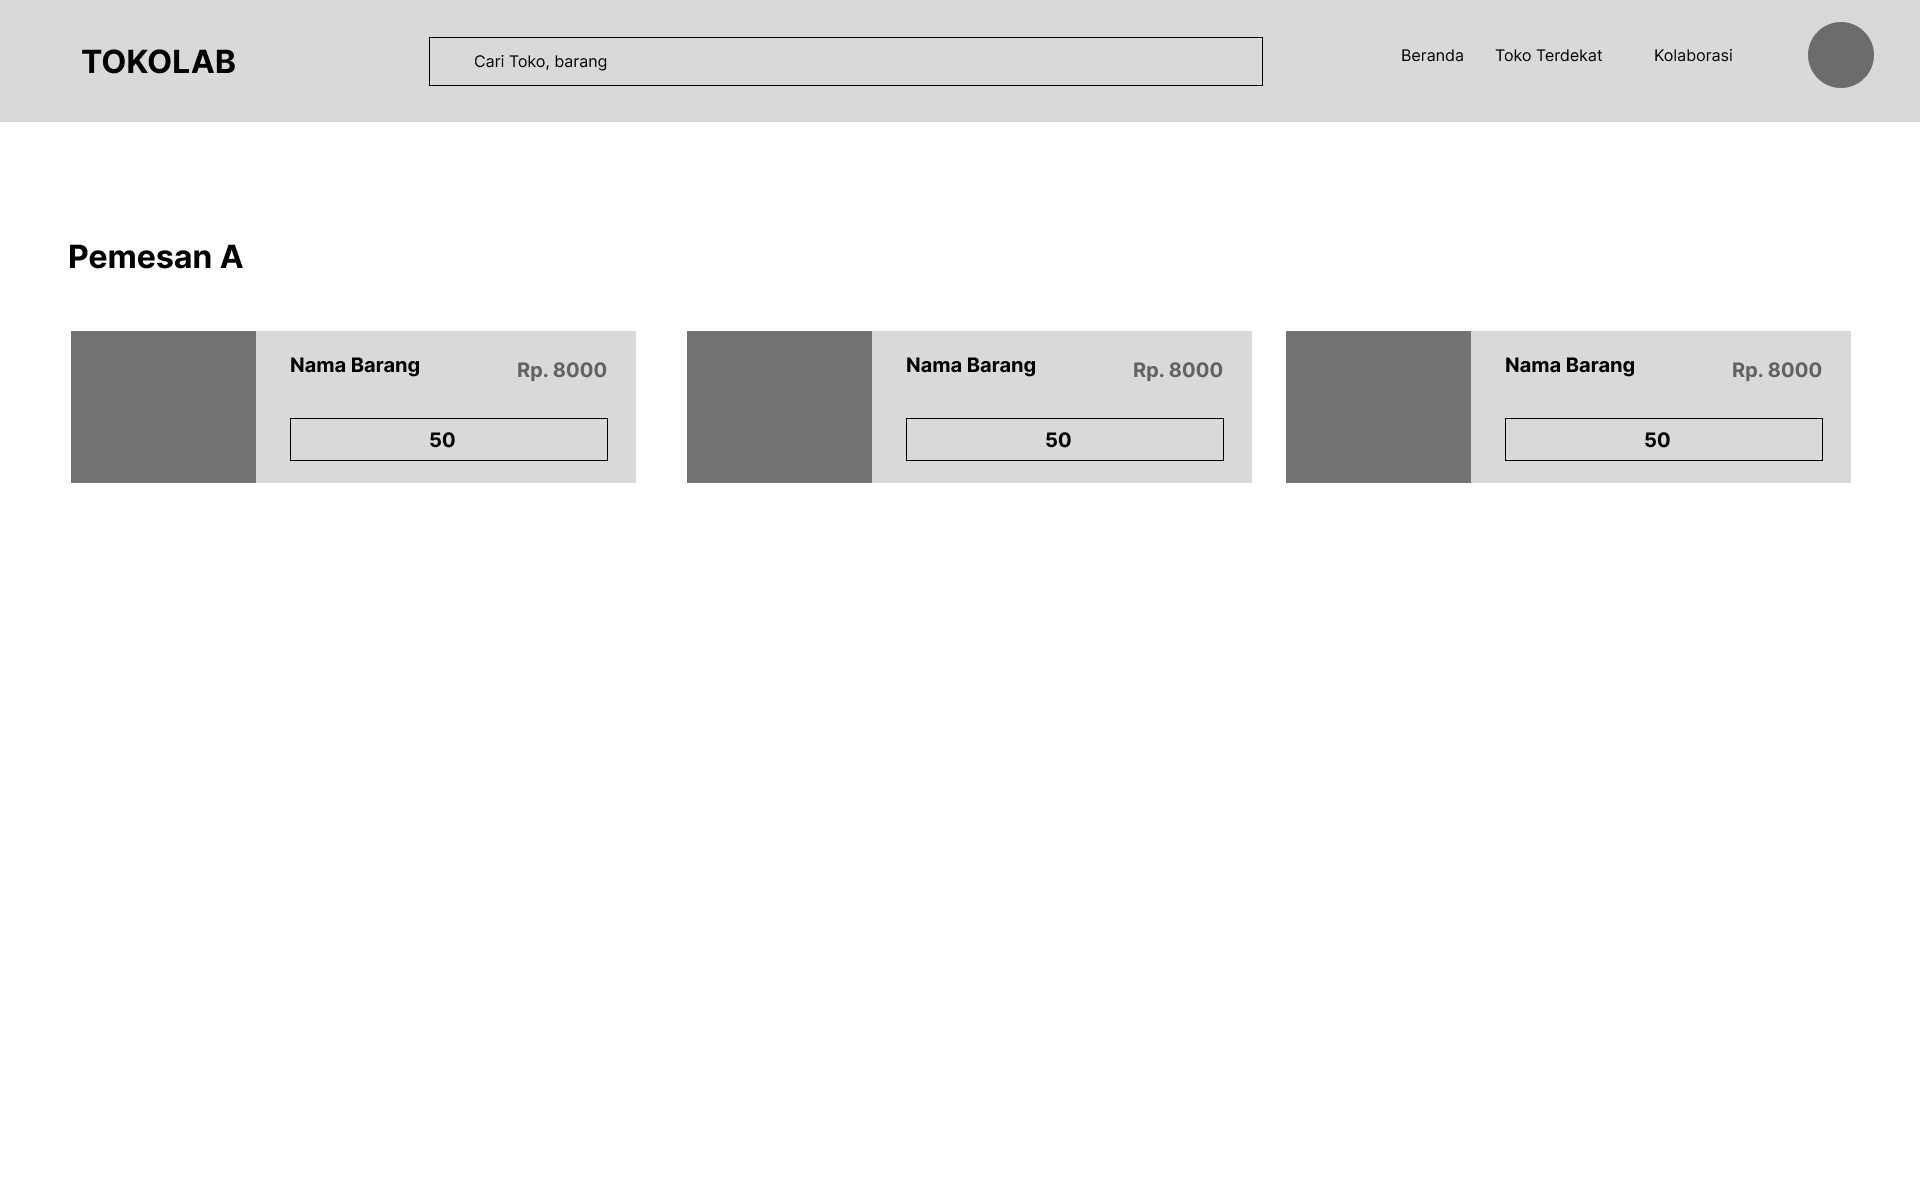 TOKOLAB
Cari Toko, barang
Beranda
Toko Terdekat
Kolaborasi
Pemesan A
Nama Barang
Rp. 8000
50
Nama Barang
Rp. 8000
50
Nama Barang
Rp. 8000
50